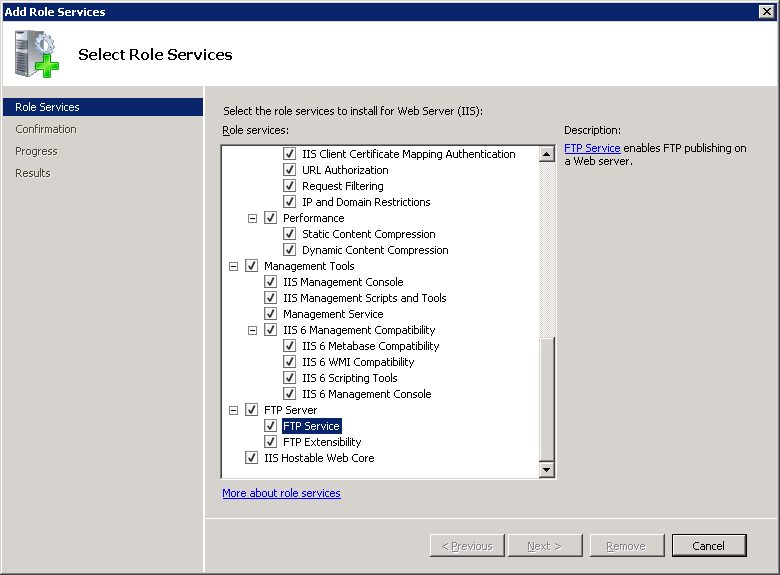 Add Role Services
Select Role Services
Role Services
Confirmation
Progress
Results
Select the role services to install for Web Server (IIS):
Role services:
IIS Client Certificate Mapping Authentication
URL Authorization
Request Filtering
IP and Domain Restrictions
Performance
Static Content Compression
Dynamic Content Compression
Management Tools
IIS Management Console
IIS Management Scripts and Tools
Management Service
IIS 6 Management Compatibility
IIS 6 Metabase Compatibility
IIS 6 WMI Compatibility
IIS 6 Scripting Tools
IIS 6 Management Console
FTP Server
FTP Service
FTP Extensibility
IIS Hostable Web Core
More about role services
Description:
FTP Service enables FTP publishing on
a Web server.
< Previous
Next >
Remove
Cancel